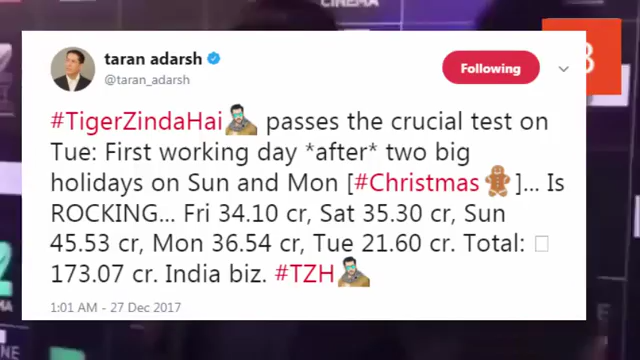 CINEMA
8
taran adarsh
@taran_adarsh
Following
#TigerZindaHai passes the crucial test on
Tue: First working day *after* two big
holidays on Sun and Mon [#Christmas]... Is
ROCKING... Fri 34.10 cr, Sat 35.30 cr, Sun
45.53 cr, Mon 36.54 cr, Tue 21.60 cr. Total:
173.07 cr. India biz. #TZH
1:01 AM - 27 Dec 2017